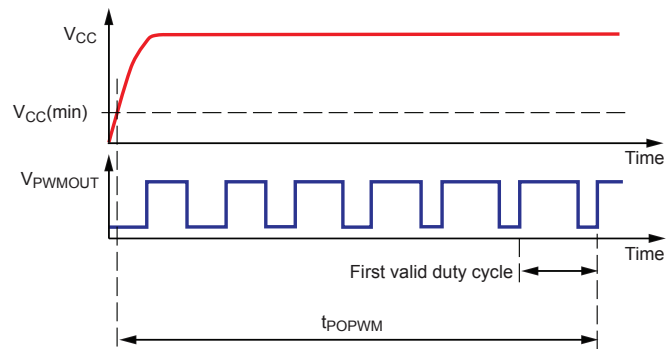 VCC
VCC(min)
Time
VPWMOUT
Time
First valid duty cycle
tPOPWM